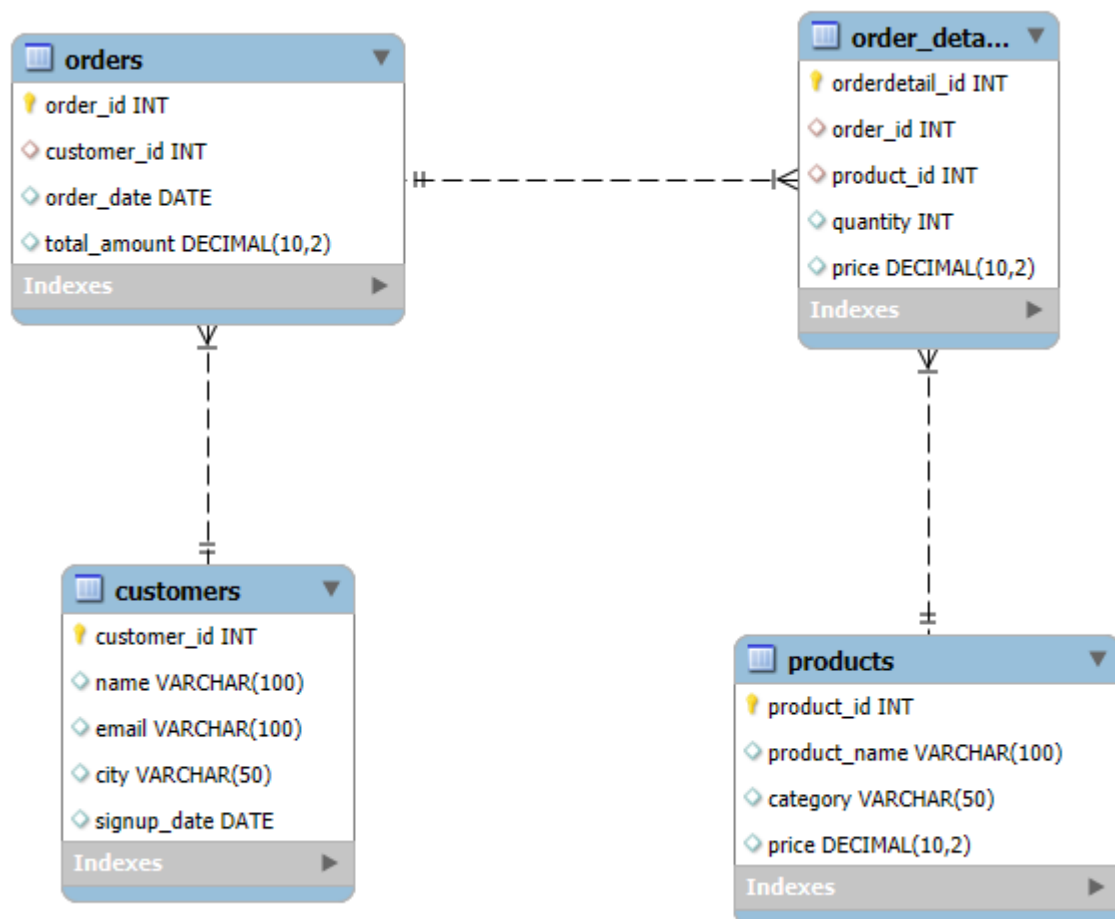 orders
order_id INT
customer_id INT
order_date DATE
total_amount DECIMAL(10,2)
Indexes
order_deta...
orderdetail_id INT
order_id INT
product_id INT
quantity INT
price DECIMAL(10,2)
Indexes
customers
customer_id INT
name VARCHAR(100)
email VARCHAR(100)
city VARCHAR(50)
signup_date DATE
Indexes
products
product_id INT
product_name VARCHAR(100)
category VARCHAR(50)
price DECIMAL(10,2)
Indexes